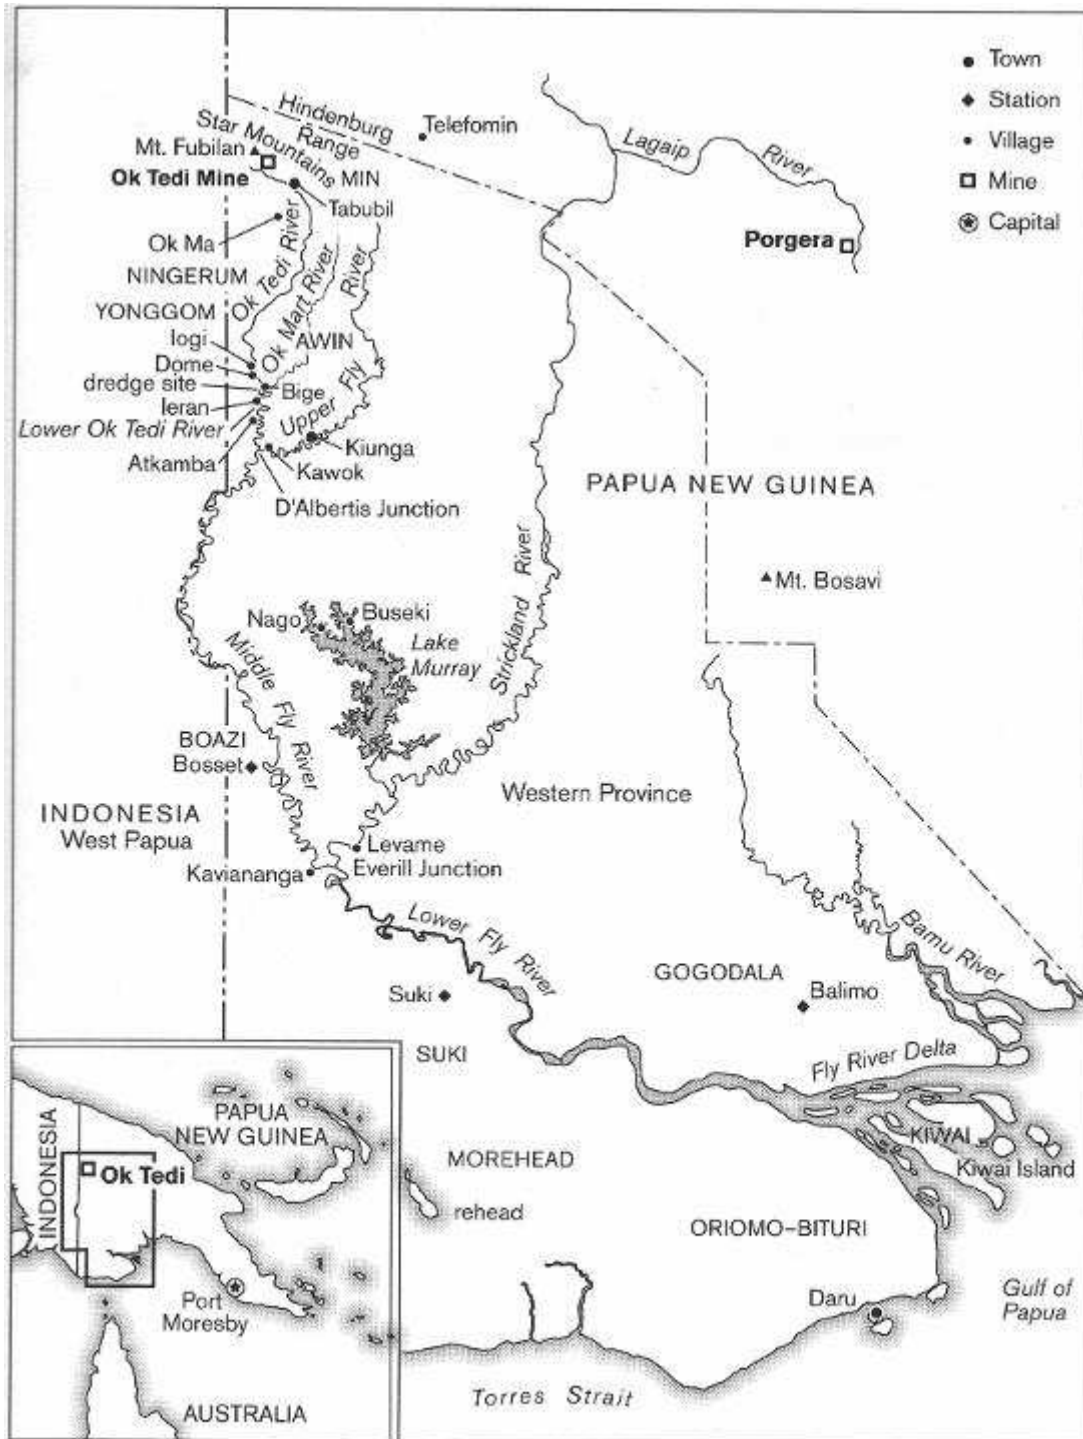 Town
Station
Village
Mine
Capital
Hindenburg
Range
Star Mountains
Telefomin
Lagaip River
Mt. Fubilan
Ok Tedi Mine
MIN
Tabubil
Porgera
Ok Ma
NINGERUM
Ok Tedi River
Ok Mart River
YONGGOM
AWIN
Iogi
Dome
dredge site
Bige
Ieran
Upper Fly River
Lower Ok Tedi River
Kiunga
Atkamba
Kawok
D'Albertis Junction
PAPUA NEW GUINEA
Mt. Bosavi
Strickland River
Nago
Buseki
Lake
Murray
Middle Fly River
BOAZI
Bosset
Western Province
INDONESIA
West Papua
Levame
Everill Junction
Kaviananga
Lower Fly River
Bamu River
GOGODALA
Balimo
Suki
SUKI
Fly River Delta
KIWAI
Kiwai Island
MOREHEAD
rehead
ORIOMO–BITURI
Daru
Gulf of
Papua
Torres Strait
INDONESIA
PAPUA
NEW GUINEA
Ok Tedi
Port
Moresby
AUSTRALIA